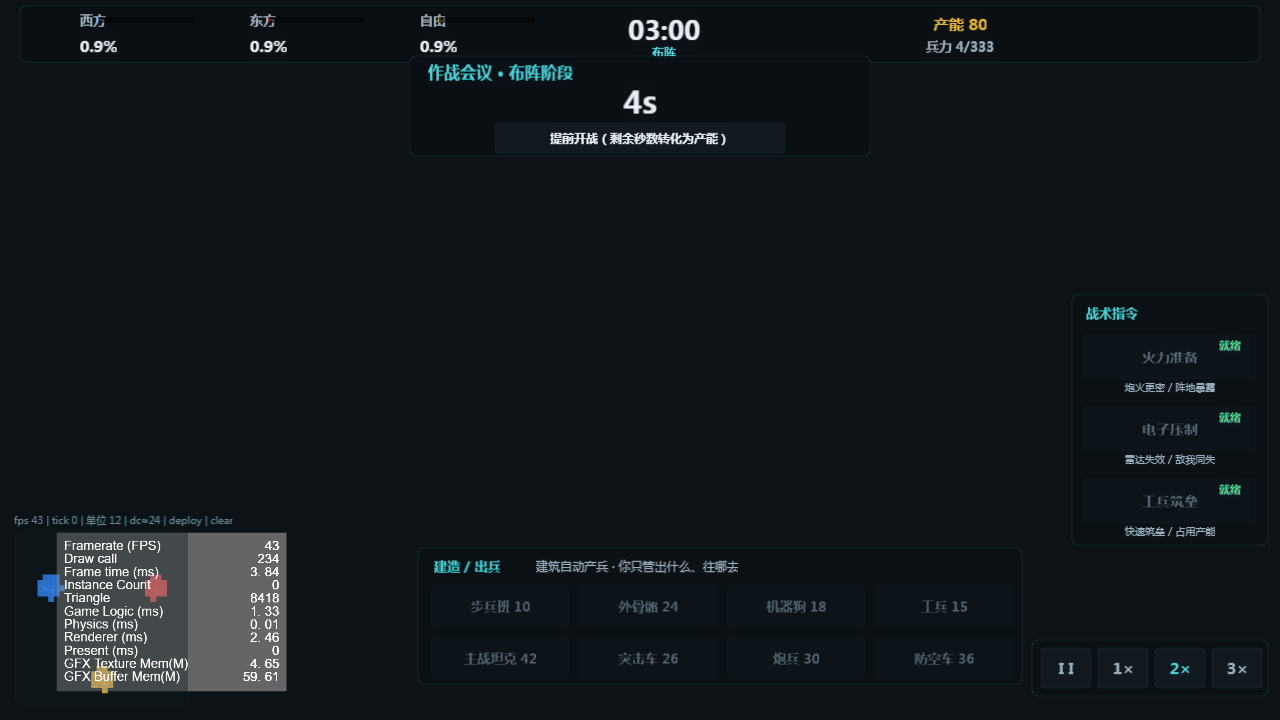 西方 东方 自由 03:00 产能 80
0.9% 0.9% 0.9% 布阵 兵力 4/333
作战会议 • 布阵阶段
4s
提前开战 ( 剩余秒数转化为产能 )
战术指令
火力准备 就绪
炮火更密 / 阵地暴露
电子压制 就绪
雷达失效 / 敌我同失
工兵筑垒 就绪
快速筑垒 / 占用产能
fps 43 | tick 0 | 单位 12 | dc≈24 | deploy | clear
Framerate (FPS) 43
Draw call 234
Frame time (ms) 3.84
Instance Count 0
Triangle 8418
Game Logic (ms) 1.33
Physics (ms) 0.01
Renderer (ms) 2.46
Present (ms) 0
GFX Texture Mem(M) 4.65
GFX Buffer Mem(M) 59.61
建造 / 出兵 建筑自动产兵 · 你只管出什么、往哪去
步兵班 10 外骨骼 24 机器狗 18 工兵 15
主战坦克 42 突击车 26 炮兵 30 防空车 36
II 1× 2× 3×